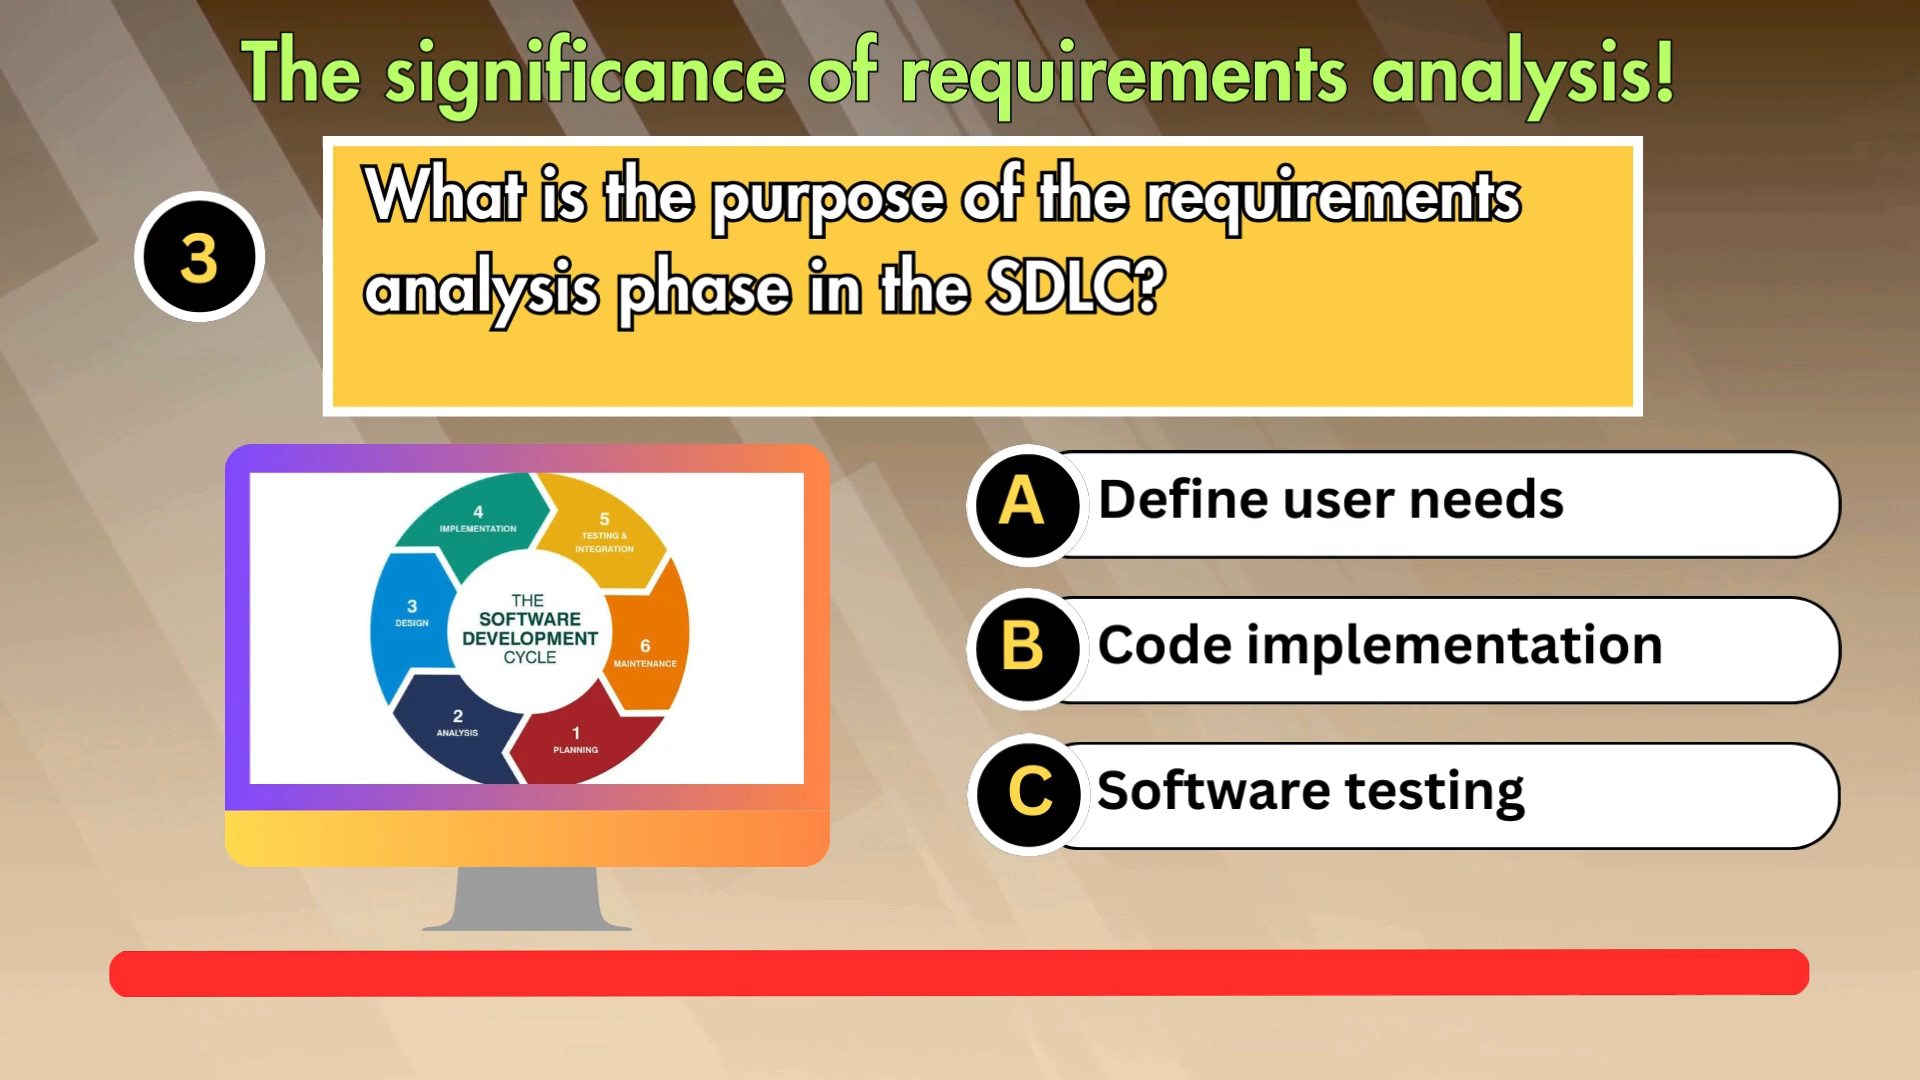 The significance of requirements analysis!
3
What is the purpose of the requirements
analysis phase in the SDLC?
4
IMPLEMENTATION
5
TESTING &
INTEGRATION
3
DESIGN
THE
SOFTWARE
DEVELOPMENT
CYCLE
6
MAINTENANCE
2
ANALYSIS
1
PLANNING
A
Define user needs
B
Code implementation
C
Software testing